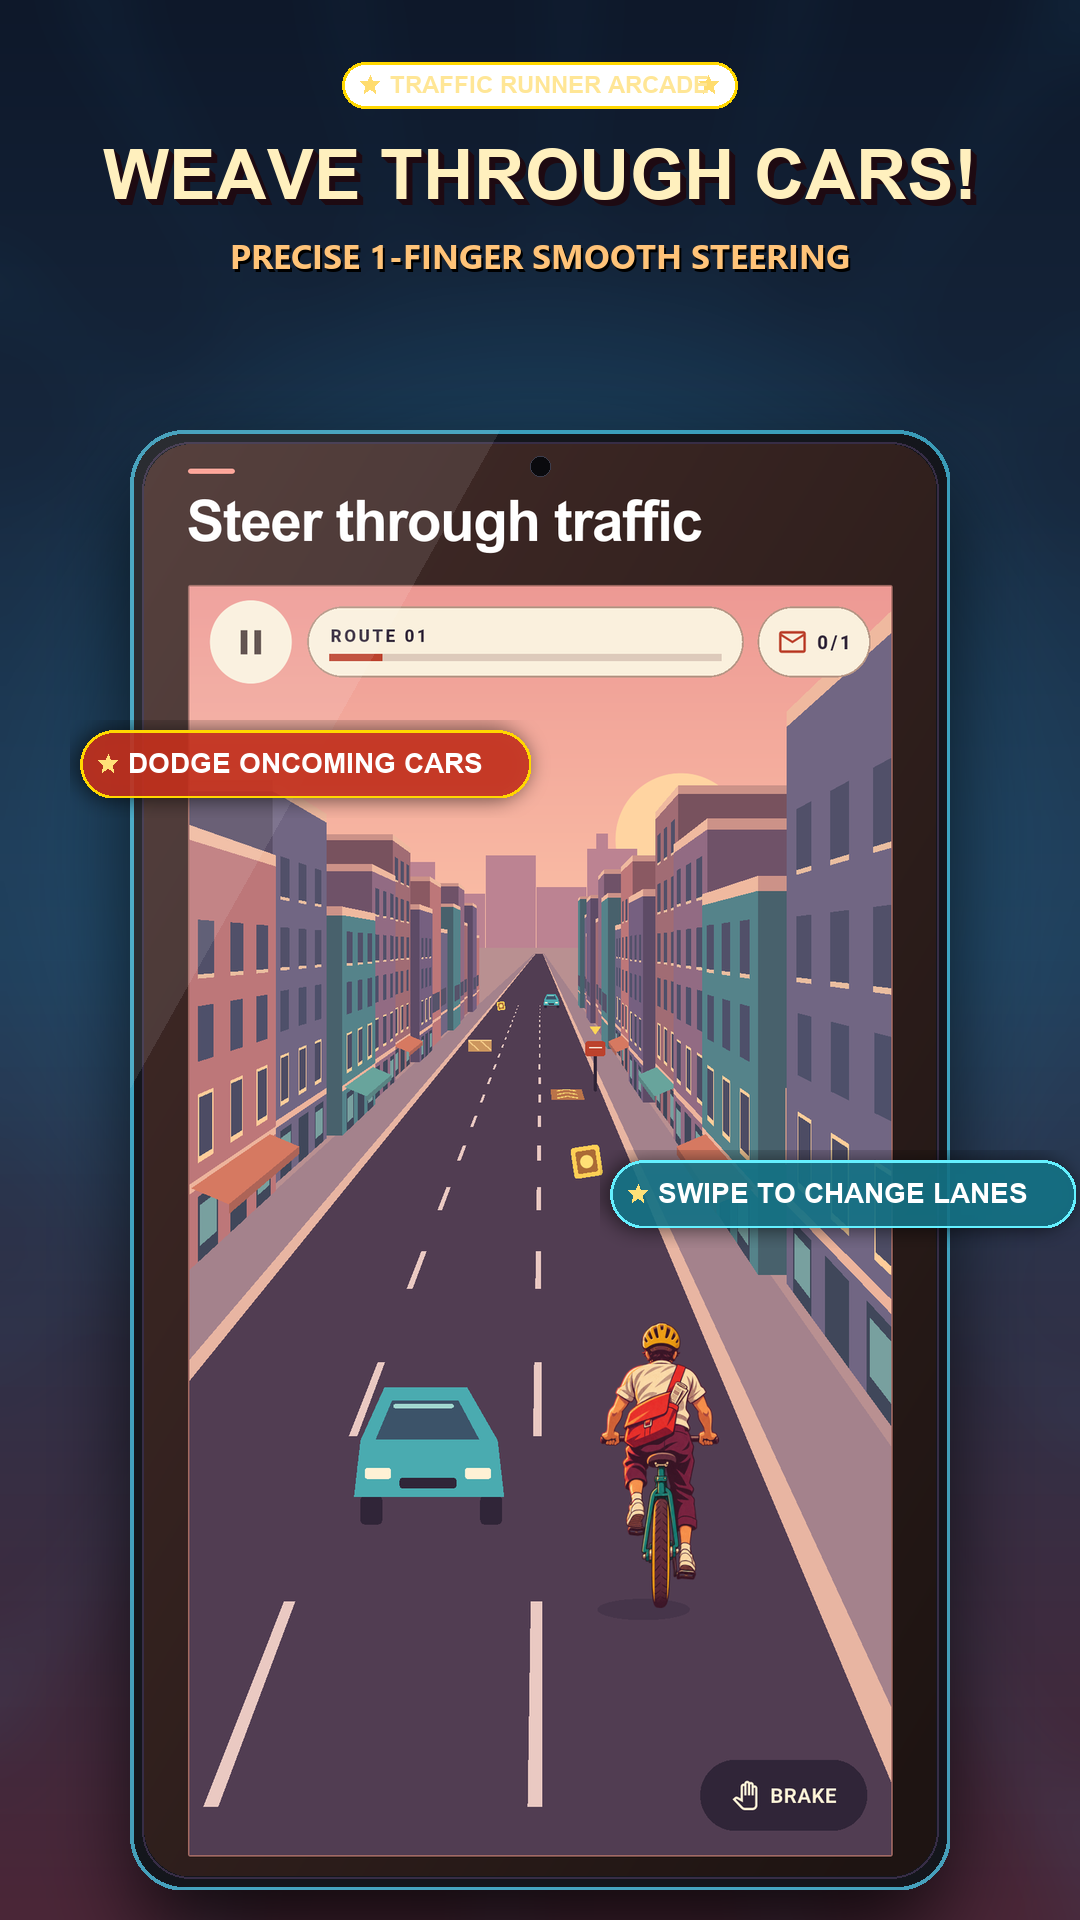 TRAFFIC RUNNER ARCADE
WEAVE THROUGH CARS!
PRECISE 1-FINGER SMOOTH STEERING
Steer through traffic
ROUTE 01
0/1
DODGE ONCOMING CARS
SWIPE TO CHANGE LANES
BRAKE